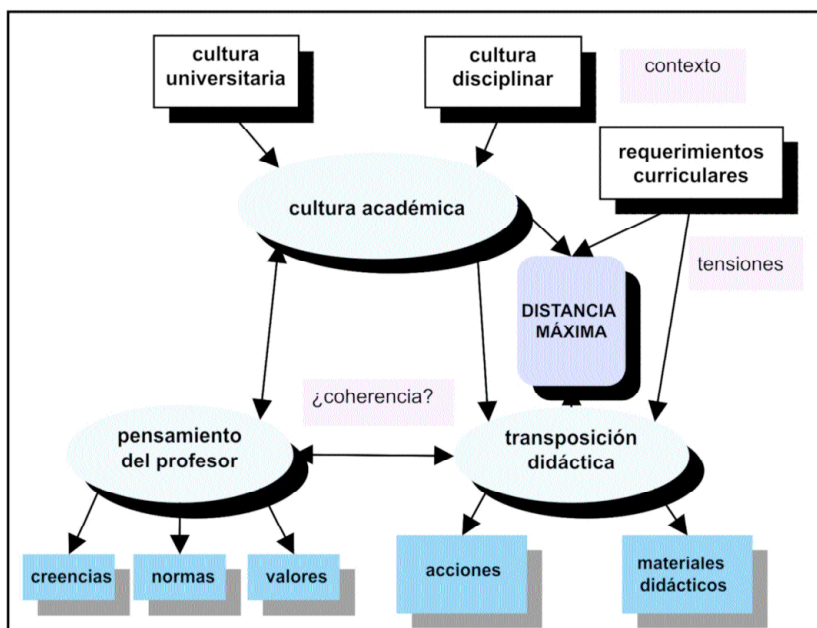 cultura
universitaria
cultura
disciplinar
contexto
requerimientos
curriculares
cultura académica
tensiones
DISTANCIA
MÁXIMA
¿coherencia?
pensamiento
del profesor
transposición
didáctica
creencias
normas
valores
acciones
materiales
didácticos